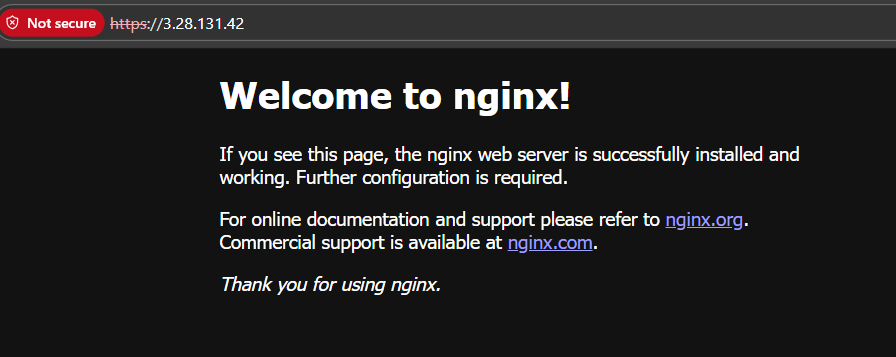 Not secure https://3.28.131.42
Welcome to nginx!
If you see this page, the nginx web server is successfully installed and
working. Further configuration is required.
For online documentation and support please refer to nginx.org.
Commercial support is available at nginx.com.
Thank you for using nginx.